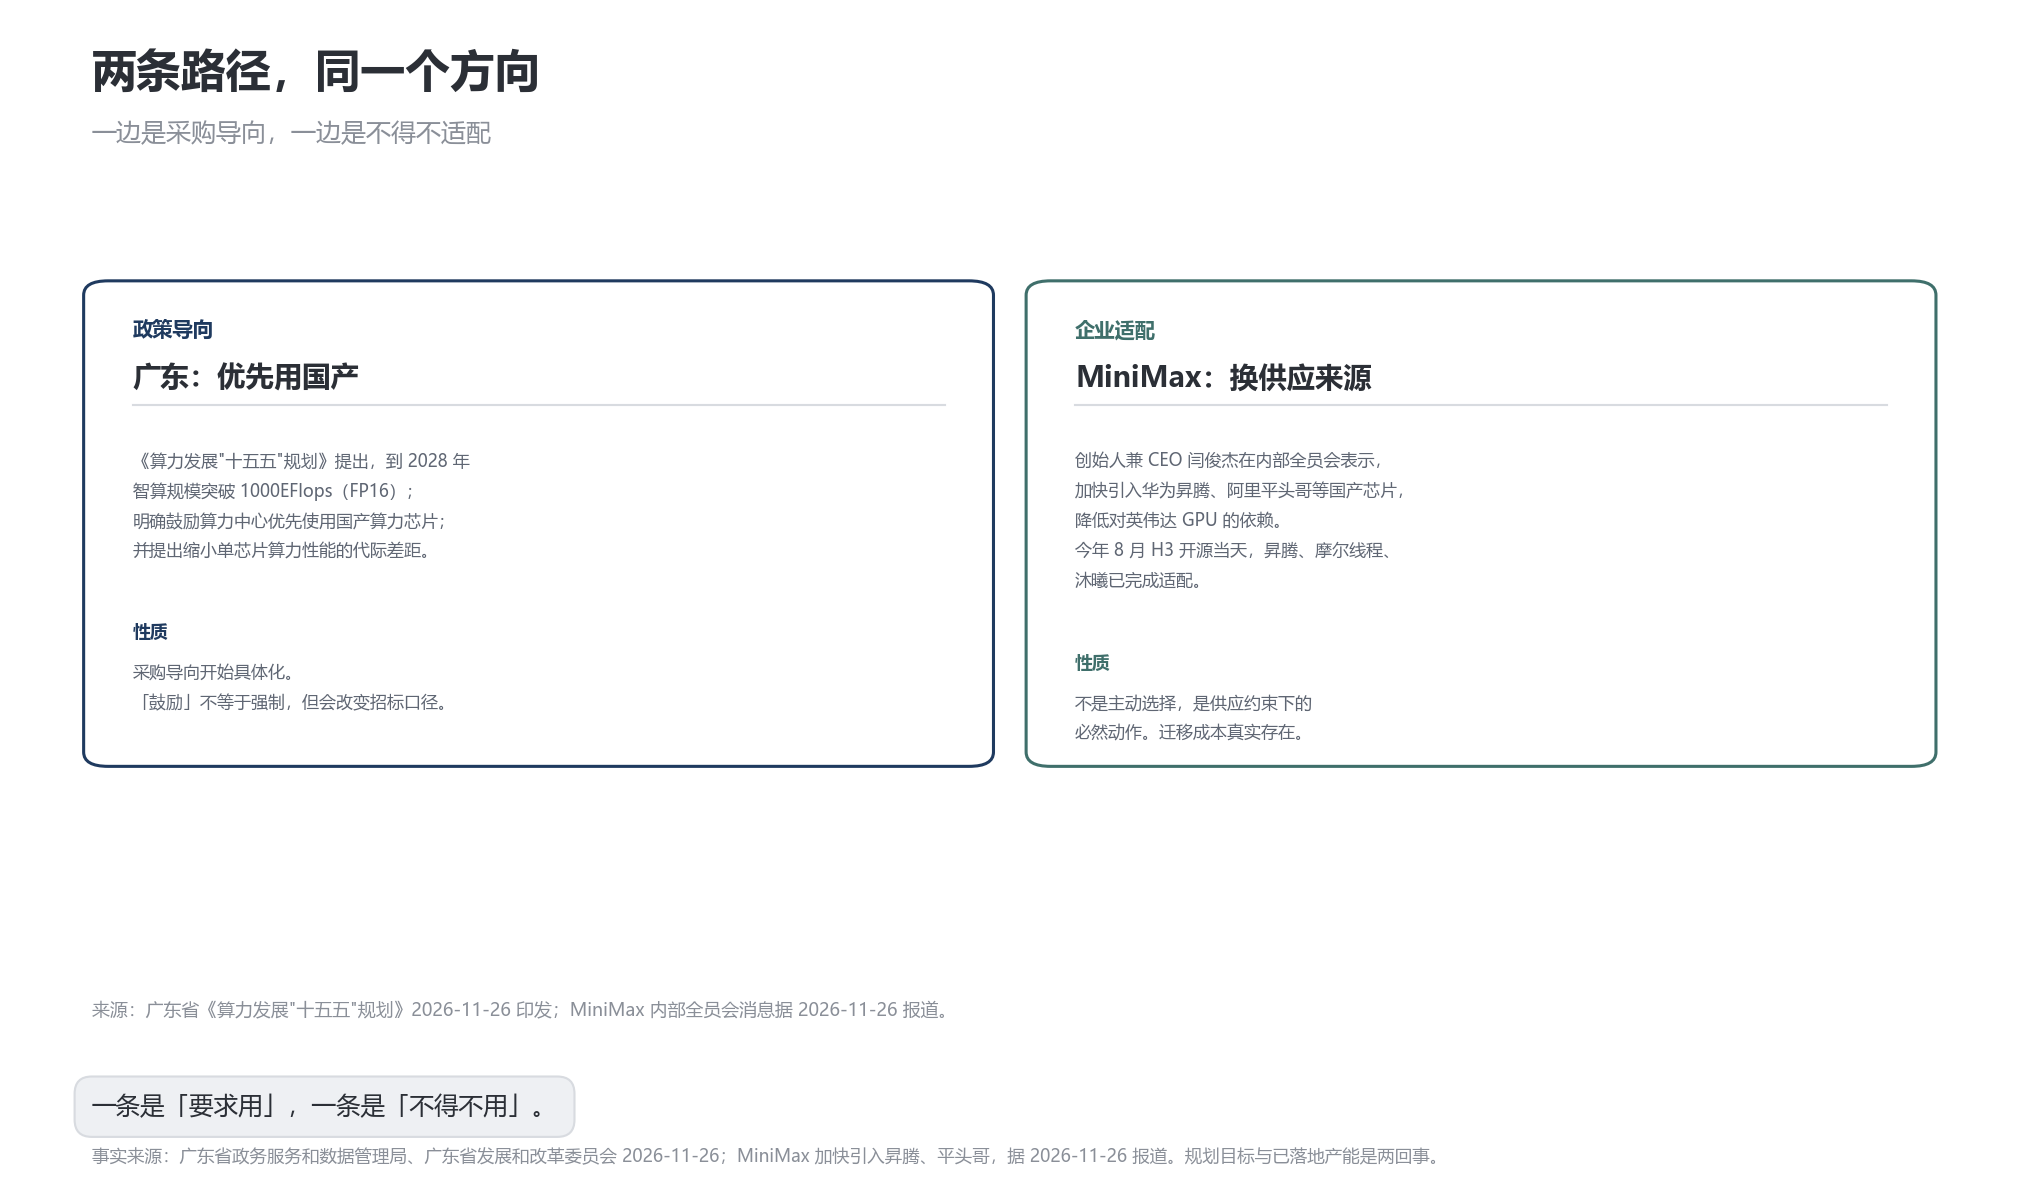 两条路径，同一个方向
一边是采购导向，一边是不得不适配
政策导向
广东：优先用国产
《算力发展"十五五"规划》提出，到 2028 年
智算规模突破 1000EFlops（FP16）；
明确鼓励算力中心优先使用国产算力芯片；
并提出缩小单芯片算力性能的代际差距。
性质
采购导向开始具体化。
「鼓励」不等于强制，但会改变招标口径。
企业适配
MiniMax：换供应来源
创始人兼 CEO 闫俊杰在内部全员会表示，
加快引入华为昇腾、阿里平头哥等国产芯片，
降低对英伟达 GPU 的依赖。
今年 8 月 H3 开源当天，昇腾、摩尔线程、
沐曦已完成适配。
性质
不是主动选择，是供应约束下的
必然动作。迁移成本真实存在。
来源：广东省《算力发展"十五五"规划》2026-11-26 印发；MiniMax 内部全员会消息据 2026-11-26 报道。
一条是「要求用」，一条是「不得不用」。
事实来源：广东省政务服务和数据管理局、广东省发展和改革委员会 2026-11-26；MiniMax 加快引入昇腾、平头哥，据 2026-11-26 报道。规划目标与已落地产能是两回事。